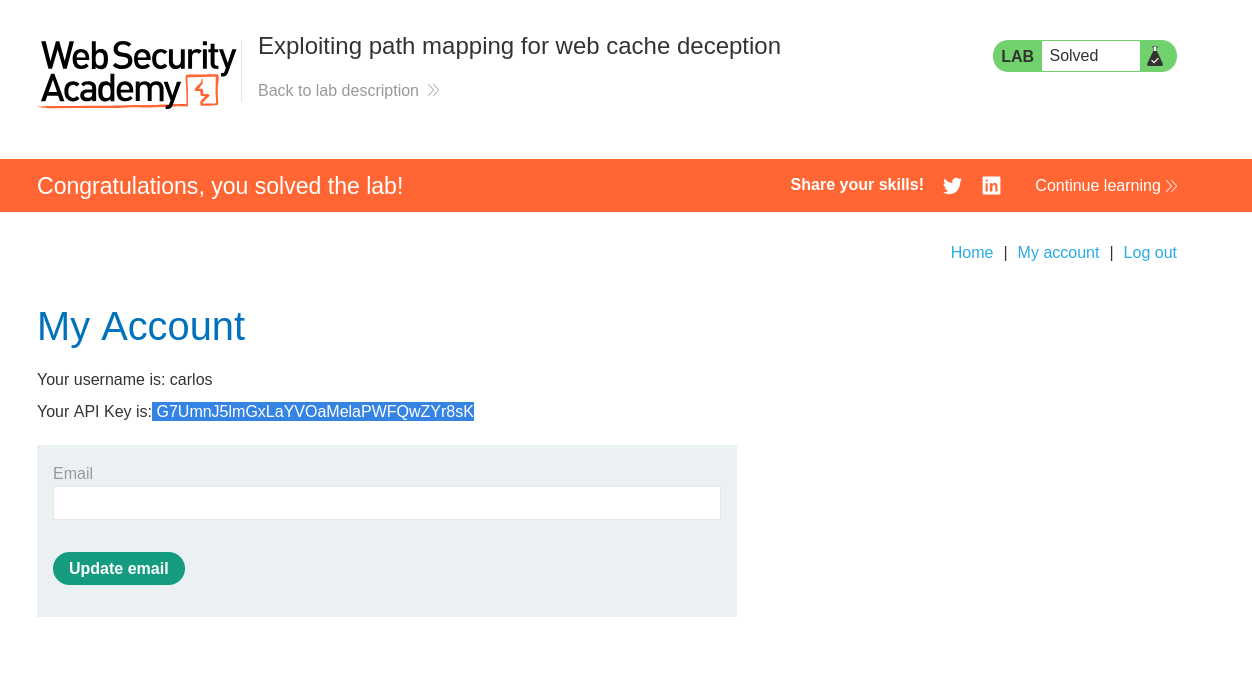 Web Security
Academy
Exploiting path mapping for web cache deception
Back to lab description
LAB Solved
Congratulations, you solved the lab!
Share your skills!
Continue learning
Home | My account | Log out
My Account
Your username is: carlos
Your API Key is: G7UmnJ5lmGxLaYVOaMelaPWFQwZYr8sK
Email
Update email